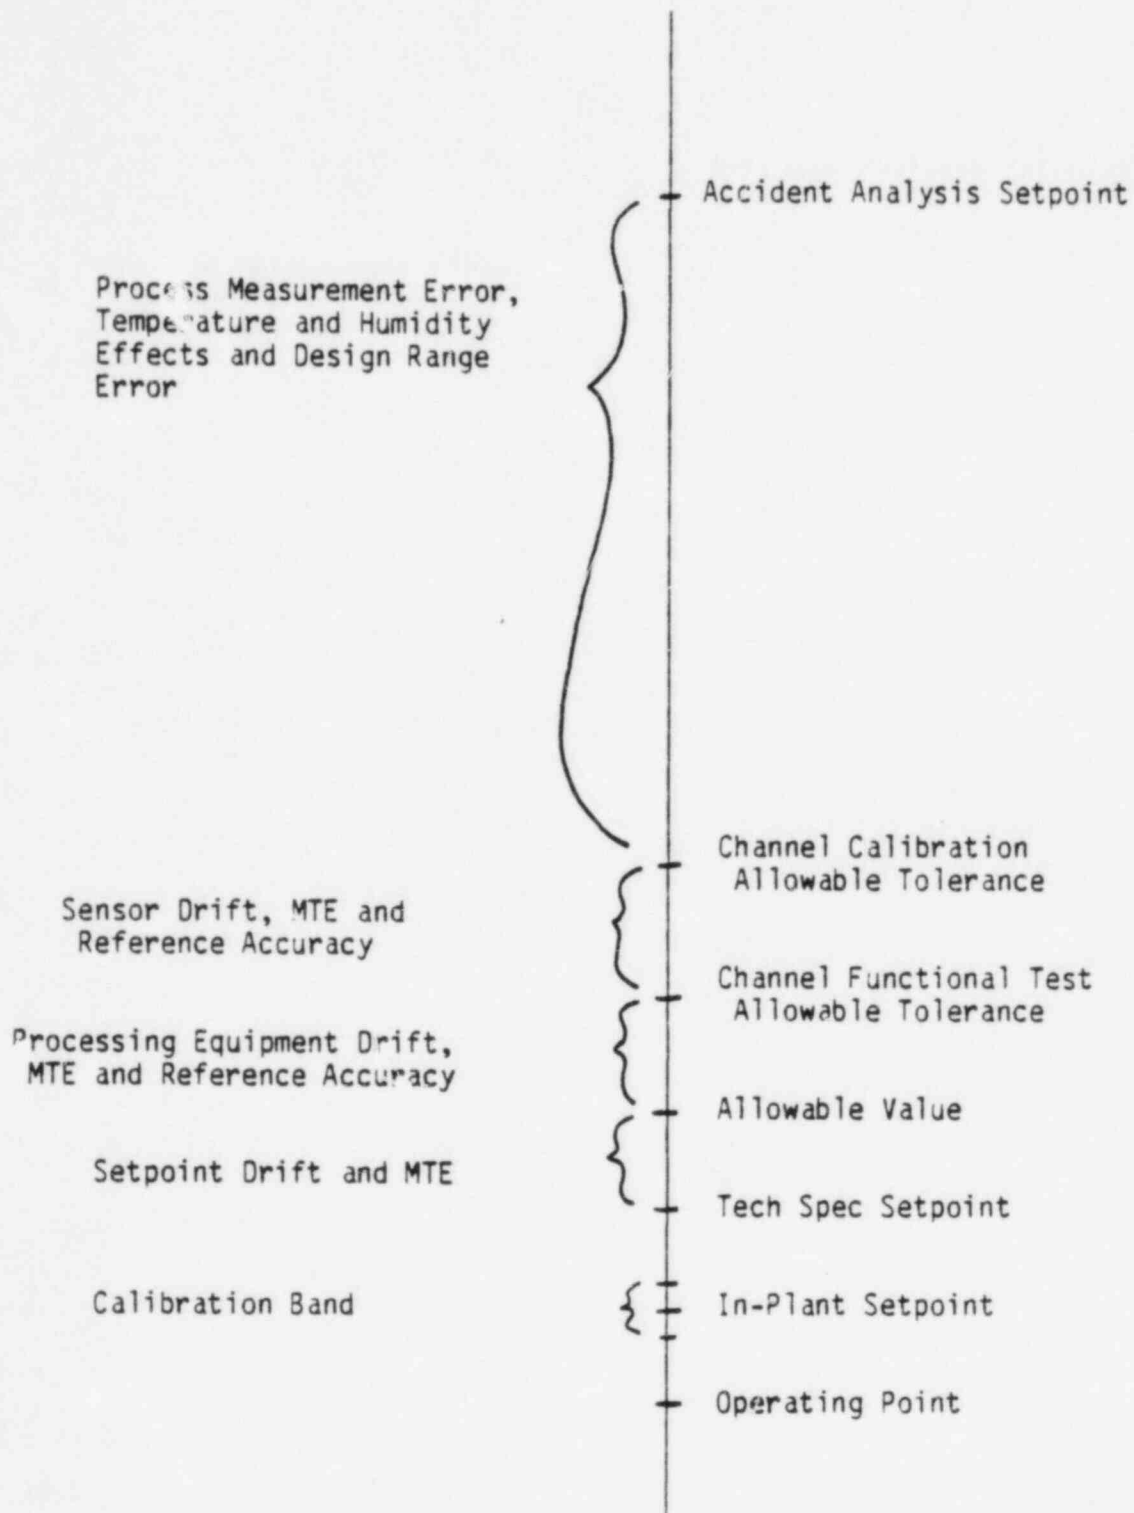 Accident Analysis Setpoint
Process Measurement Error,
Temperature and Humidity
Effects and Design Range
Error
Channel Calibration
Allowable Tolerance
Sensor Drift, MTE and
Reference Accuracy
Channel Functional Test
Allowable Tolerance
Processing Equipment Drift,
MTE and Reference Accuracy
Allowable Value
Setpoint Drift and MTE
Tech Spec Setpoint
Calibration Band
In-Plant Setpoint
Operating Point